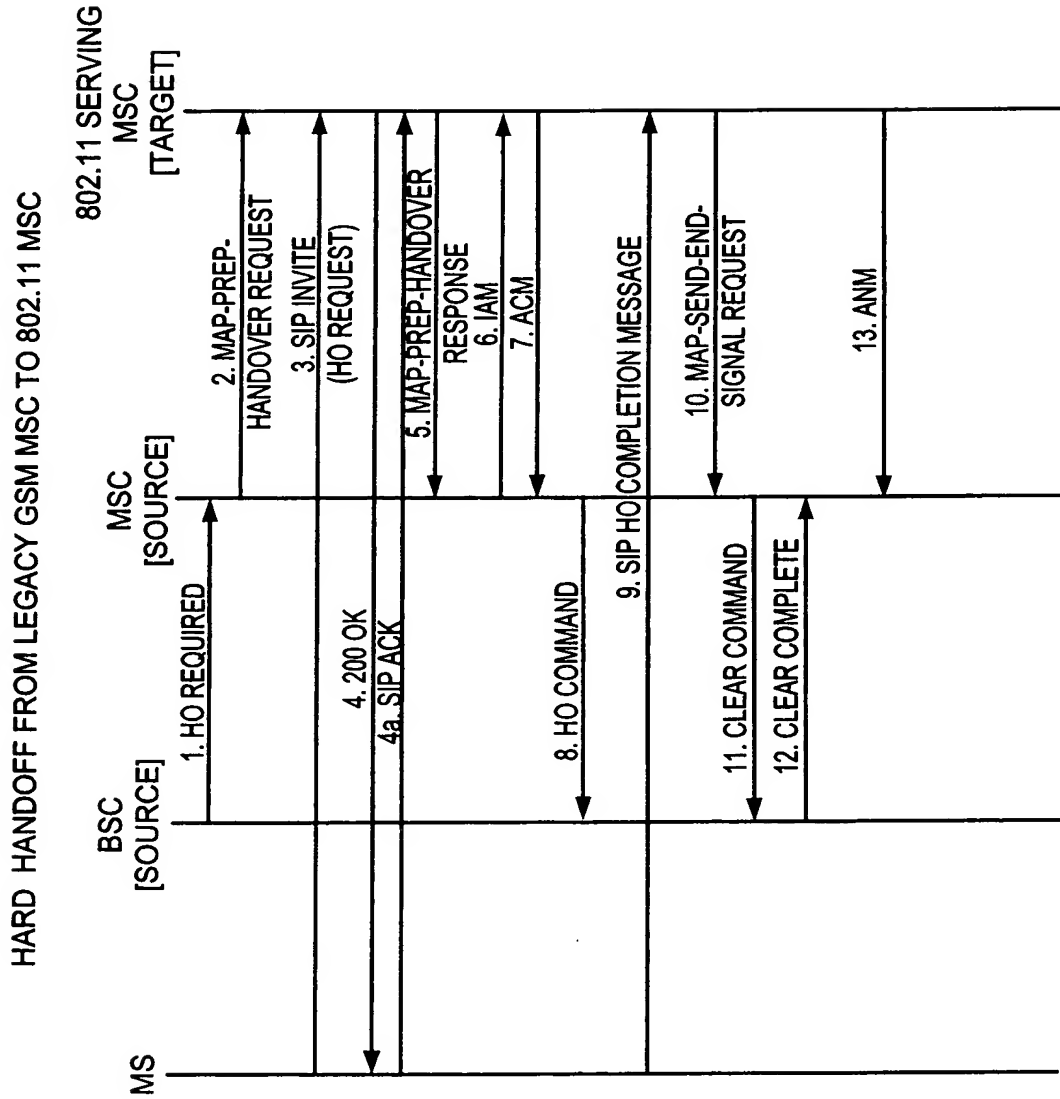 HARD HANDOFF FROM LEGACY GSM MSC TO 802.11 MSC
MS
BSC
[SOURCE]
MSC
[SOURCE]
802.11 SERVING
MSC
[TARGET]
1. HO REQUIRED
2. MAP-PREP-
HANDOVER REQUEST
3. SIP INVITE
(HO REQUEST)
4. 200 OK
4a. SIP ACK
5. MAP-PREP-HANDOVER
RESPONSE
6. IAM
7. ACM
8. HO COMMAND
9. SIP HO COMPLETION MESSAGE
10. MAP-SEND-END-
SIGNAL REQUEST
11. CLEAR COMMAND
12. CLEAR COMPLETE
13. ANM